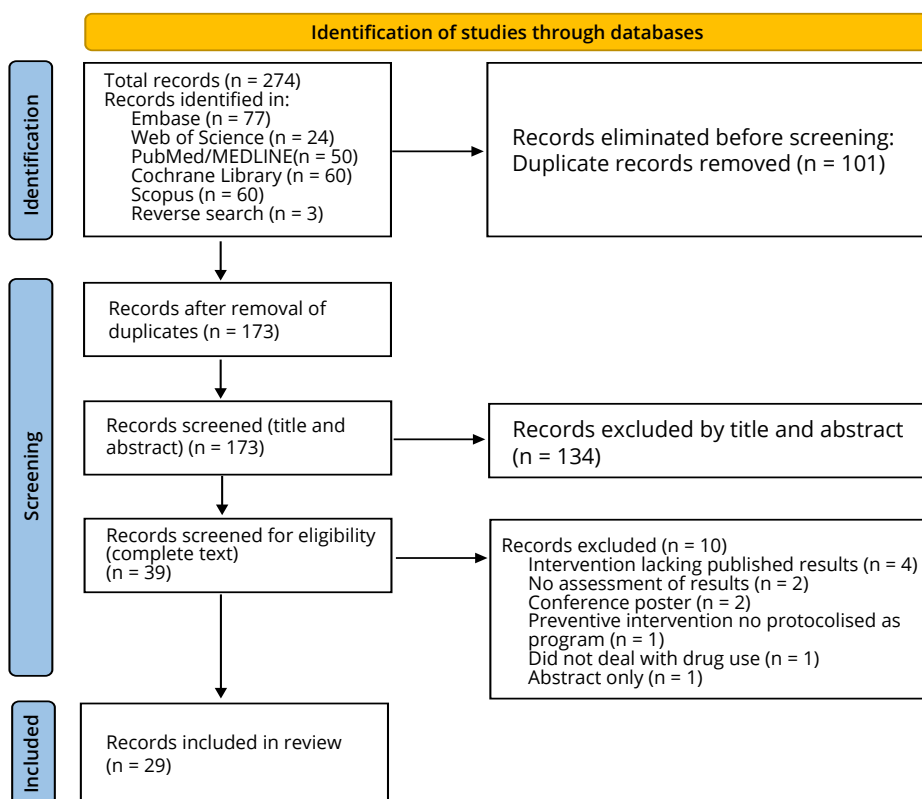 Identification of studies through databases
Identification
Total records (n = 274)
Records identified in:
Embase (n = 77)
Web of Science (n = 24)
PubMed/MEDLINE(n = 50)
Cochrane Library (n = 60)
Scopus (n = 60)
Reverse search (n = 3)
Records eliminated before screening:
Duplicate records removed (n = 101)
Screening
Records after removal of
duplicates (n = 173)
Records screened (title and
abstract) (n = 173)
Records excluded by title and abstract
(n = 134)
Records screened for eligibility
(complete text)
(n = 39)
Records excluded (n = 10)
Intervention lacking published results (n = 4)
No assessment of results (n = 2)
Conference poster (n = 2)
Preventive intervention no protocolised as
program (n = 1)
Did not deal with drug use (n = 1)
Abstract only (n = 1)
Included
Records included in review
(n = 29)